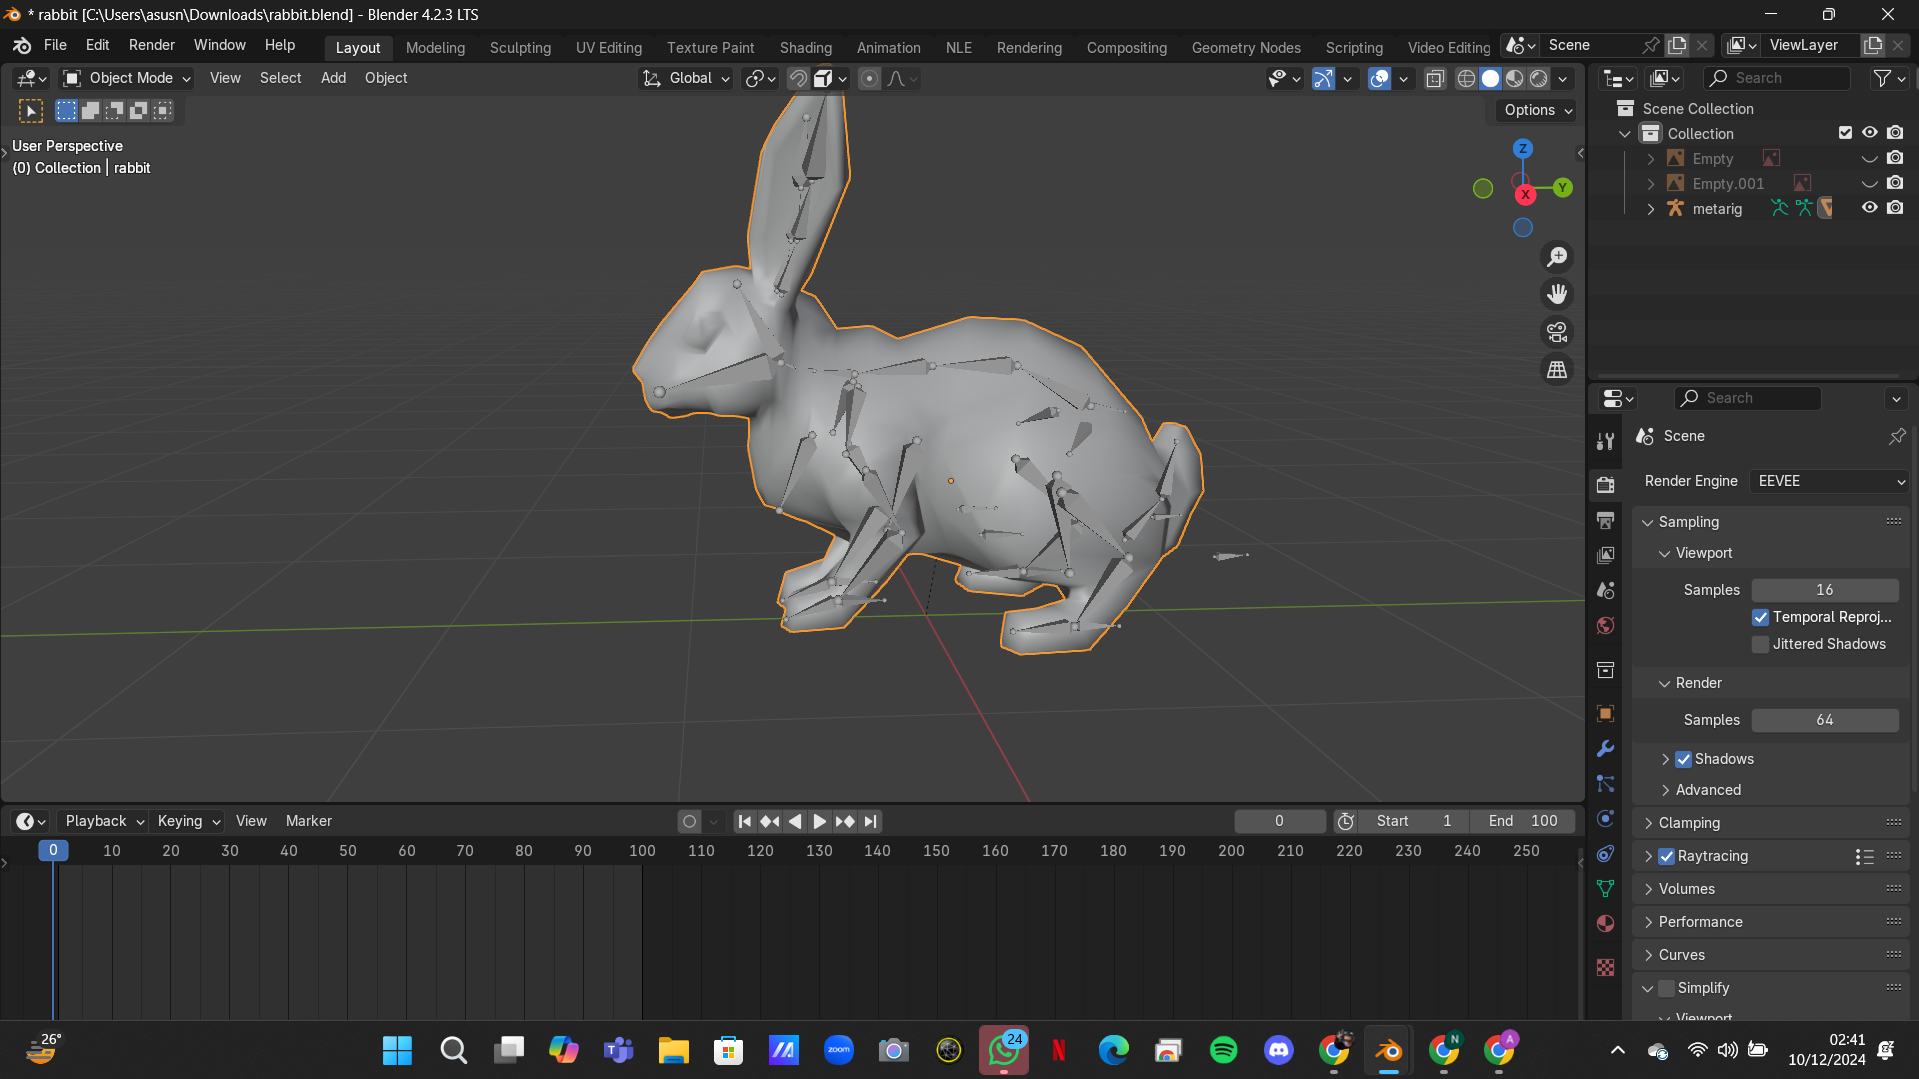 * rabbit [C:\Users\asusn\Downloads\rabbit.blend] - Blender 4.2.3 LTS
File Edit Render Window Help
Layout Modeling Sculpting UV Editing Texture Paint Shading Animation NLE Rendering Compositing Geometry Nodes Scripting Video Editing
Scene
ViewLayer
Object Mode View Select Add Object
Global
Options
User Perspective
(0) Collection | rabbit
Z
Y
X
Search
Scene Collection
Collection
Empty
Empty.001
metarig
Search
Scene
Render Engine EEVEE
Sampling
Viewport
Samples 16
Temporal Reproj...
Jittered Shadows
Render
Samples 64
Shadows
Advanced
Clamping
Raytracing
Volumes
Performance
Curves
Simplify
Viewport
Playback Keying View Marker
0
Start 1
End 100
0 10 20 30 40 50 60 70 80 90 100 110 120 130 140 150 160 170 180 190 200 210 220 230 240 250
26°
zoom
24
N
N
A
02:41
10/12/2024